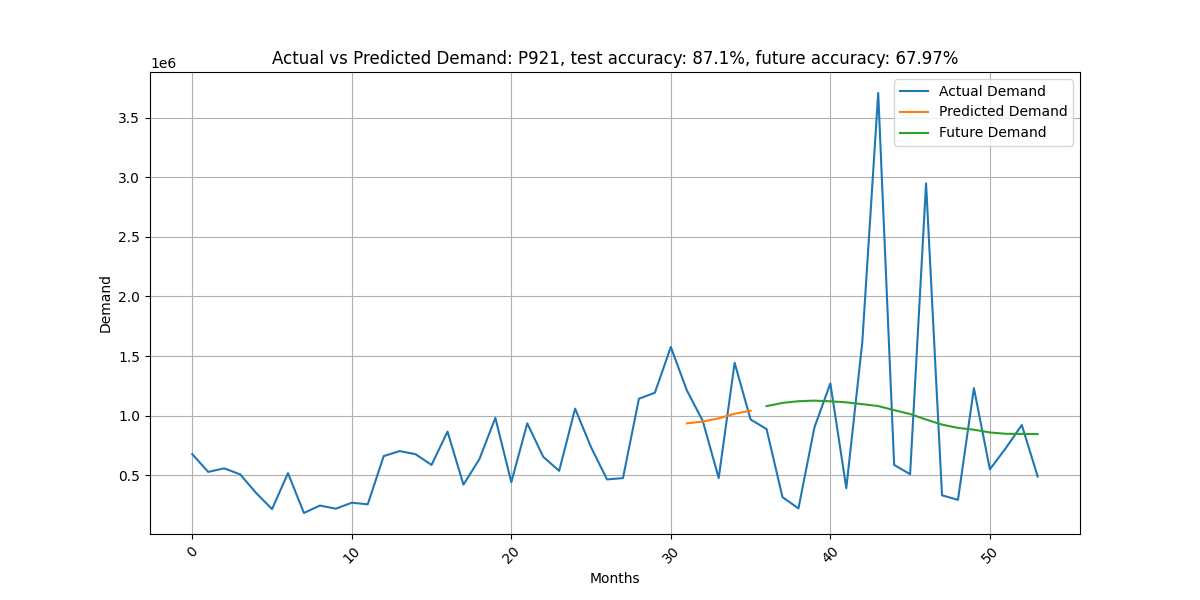 Actual vs Predicted Demand: P921, test accuracy: 87.1%, future accuracy: 67.97%
1e6
Actual Demand
Predicted Demand
Future Demand
3.5
3.0
2.5
2.0
1.5
1.0
0.5
Demand
0
10
20
30
40
50
Months